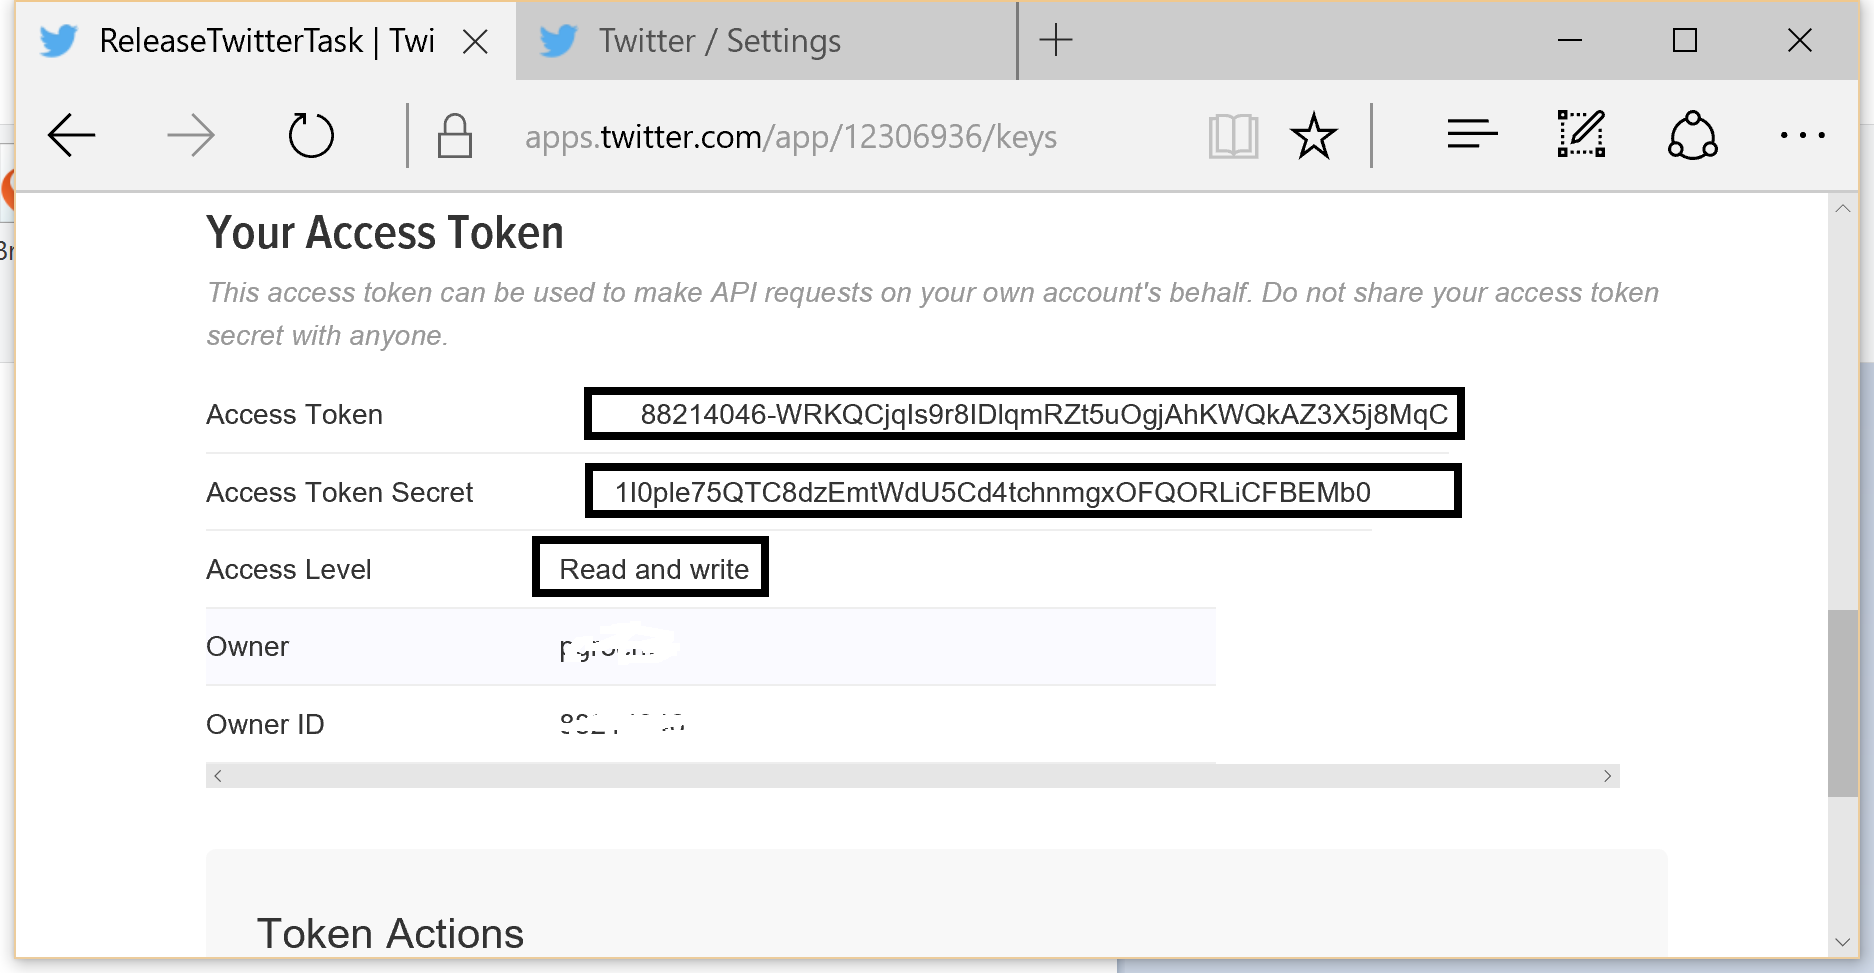 ReleaseTwitterTask | Twi
Twitter / Settings
apps.twitter.com/app/12306936/keys
Your Access Token
This access token can be used to make API requests on your own account's behalf. Do not share your access token
secret with anyone.
Access Token 88214046-WRKQCjqIs9r8IDlqmRZt5uOgjAhKWQkAZ3X5j8MqC
Access Token Secret 1I0ple75QTC8dzEmtWdU5Cd4tchnmgxOFQORLiCFBEMb0
Access Level Read and write
Owner
Owner ID
Token Actions